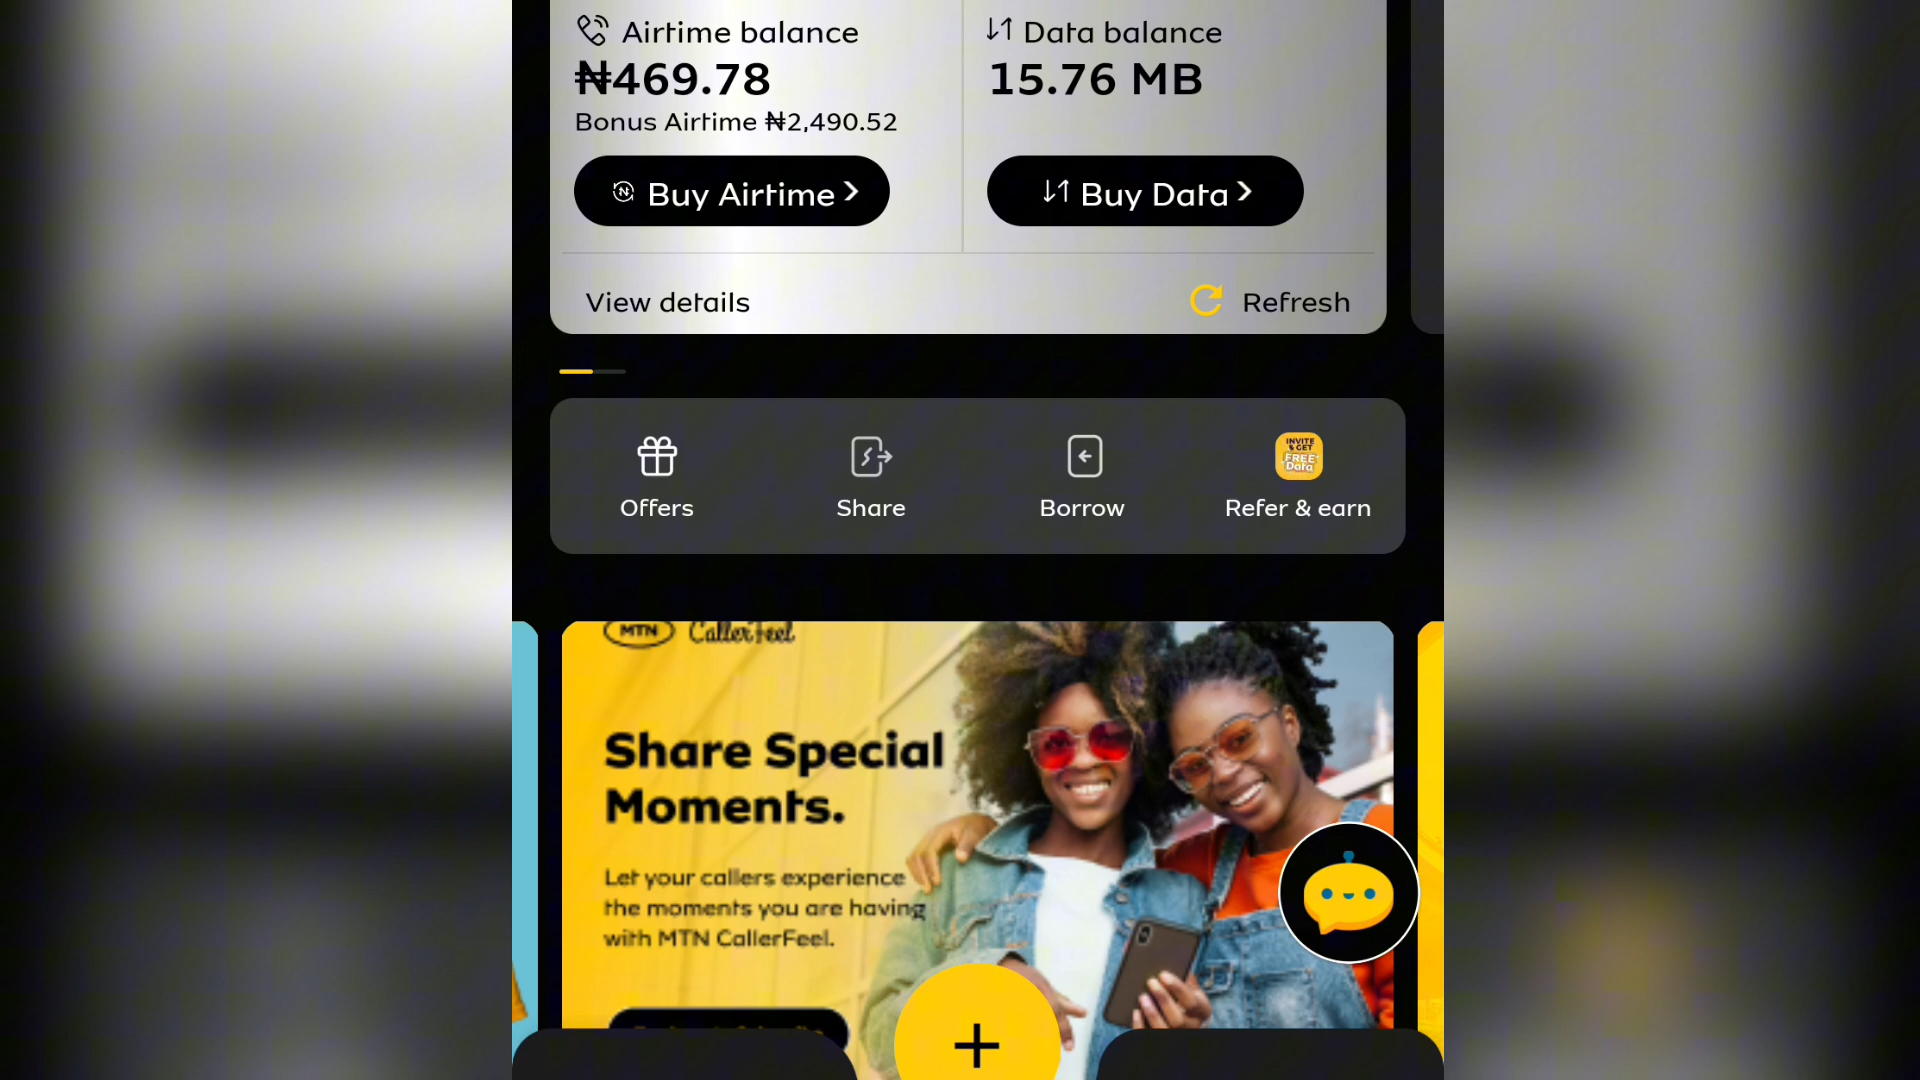 Airtime balance
₦469.78
Bonus Airtime ₦2,490.52
Buy Airtime
Data balance
15.76 MB
Buy Data
View details
Refresh
Offers
Share
Borrow
INVITE
& GET
FREE
Data
Refer & earn
MTN CallerFeel
Share Special
Moments.
Let your callers experience
the moments you are having
with MTN CallerFeel.